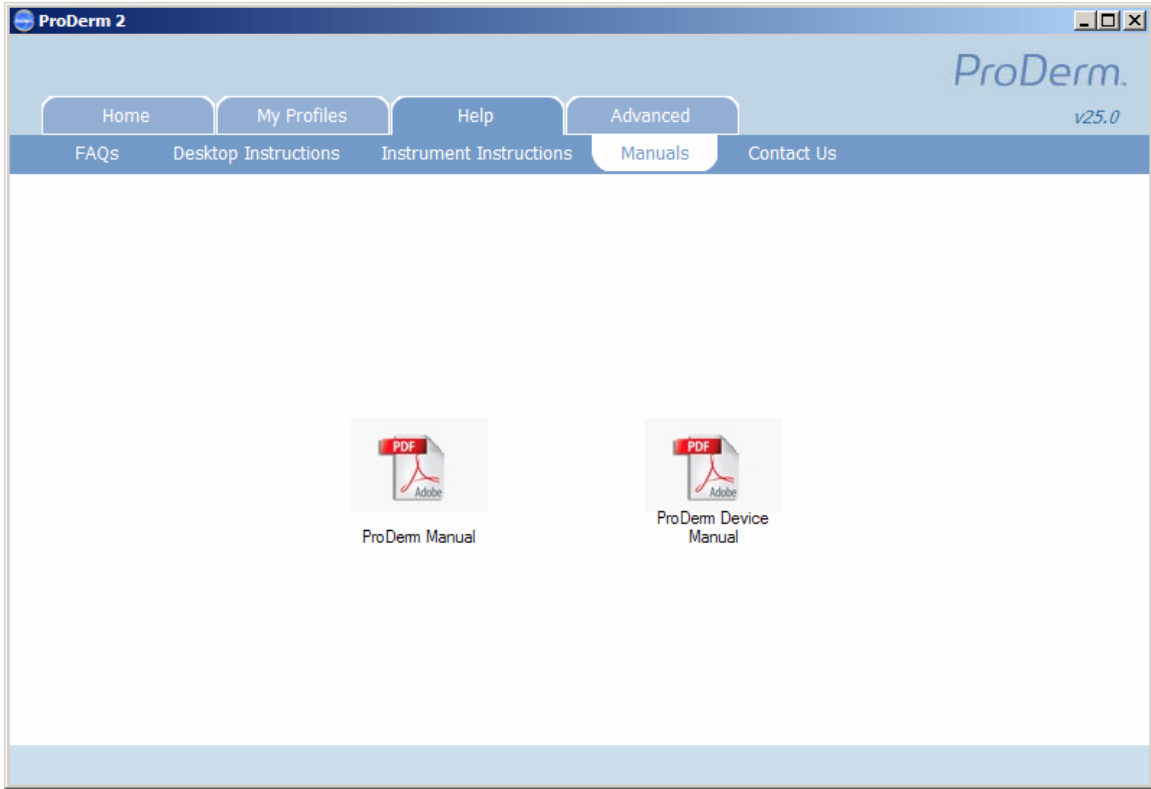 ProDerm 2
ProDerm.
v25.0
Home My Profiles Help Advanced
FAQs Desktop Instructions Instrument Instructions Manuals Contact Us
PDF
Adobe
ProDerm Manual
PDF
Adobe
ProDerm Device
Manual